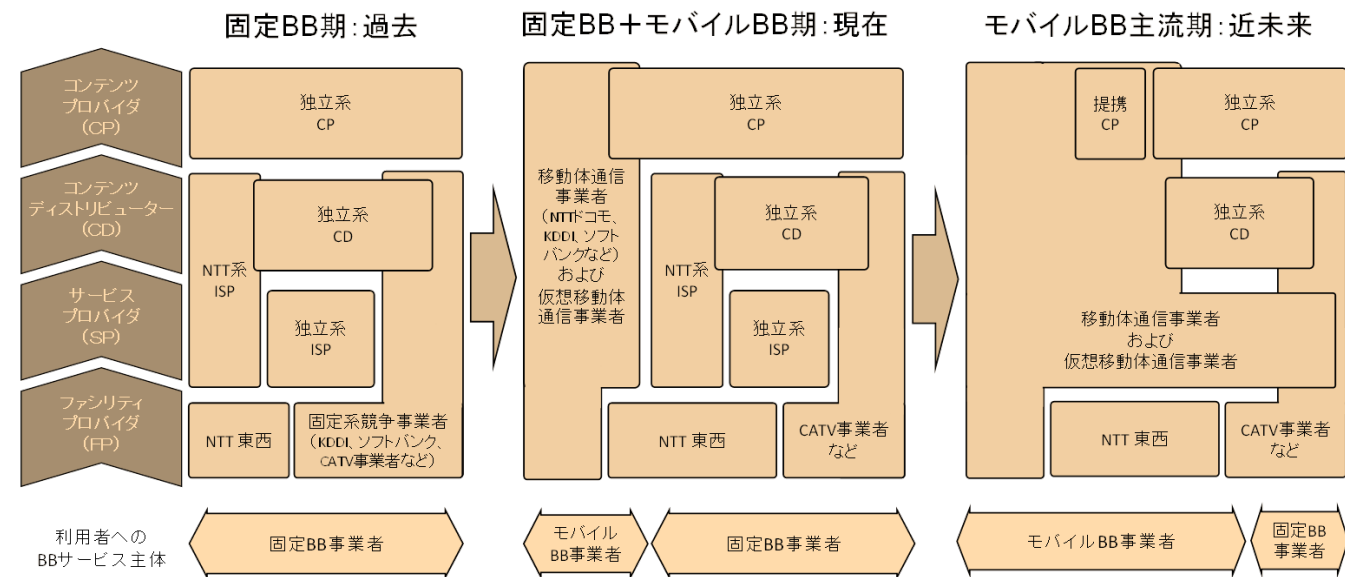 固定BB期:過去
固定BB+モバイルBB期:現在
モバイルBB主流期:近未来
コンテンツ
プロバイダ
(CP)
コンテンツ
ディストリビューター
(CD)
サービス
プロバイダ
(SP)
ファシリティ
プロバイダ
(FP)
独立系
CP
独立系
CD
NTT系
ISP
独立系
ISP
NTT 東西
固定系競争事業者
(KDDI、ソフトバンク、
CATV事業者など)
独立系
CP
移動体通信
事業者
(NTTドコモ、
KDDI、ソフト
バンクなど)
および
仮想移動体
通信事業者
独立系
CD
NTT系
ISP
独立系
ISP
NTT 東西
CATV事業者
など
提携
CP
独立系
CP
独立系
CD
移動体通信事業者
および
仮想移動体通信事業者
NTT 東西
CATV事業者
など
利用者への
BBサービス主体
固定BB事業者
モバイル
BB事業者
固定BB事業者
モバイルBB事業者
固定BB
事業者